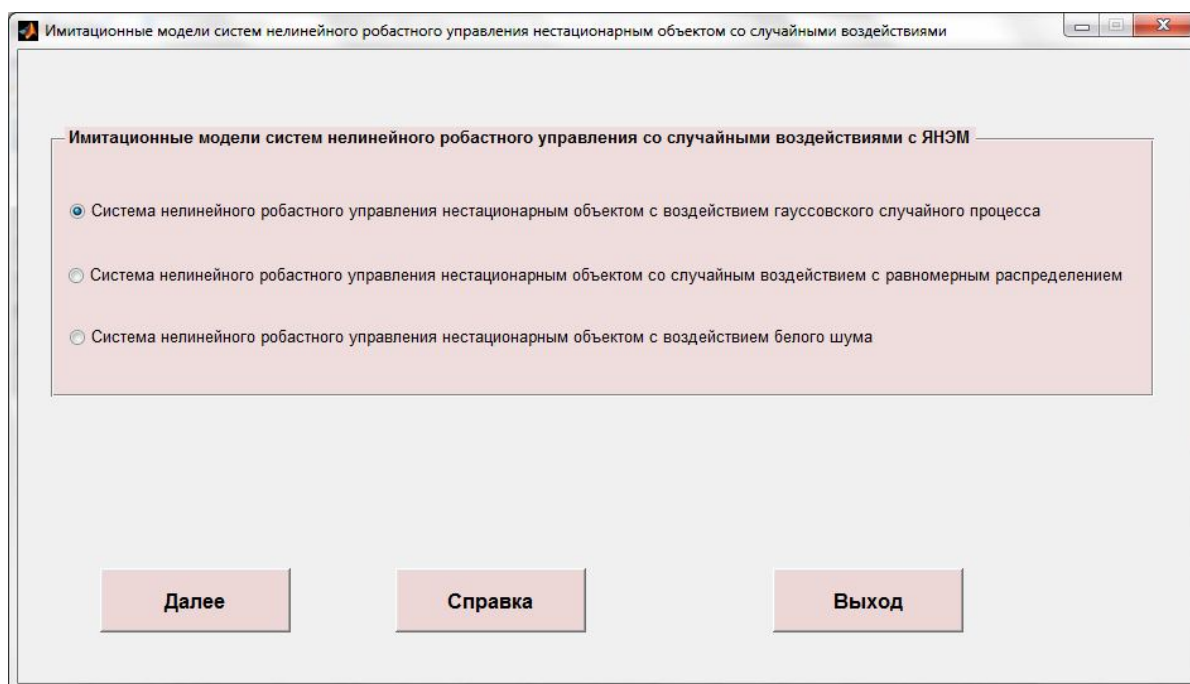 Имитационные модели систем нелинейного робастного управления нестационарным объектом со случайными воздействиями
Имитационные модели систем нелинейного робастного управления со случайными воздействиями с ЯНЭМ
Система нелинейного робастного управления нестационарным объектом с воздействием гауссовского случайного процесса
Система нелинейного робастного управления нестационарным объектом со случайным воздействием с равномерным распределением
Система нелинейного робастного управления нестационарным объектом с воздействием белого шума
Далее
Справка
Выход